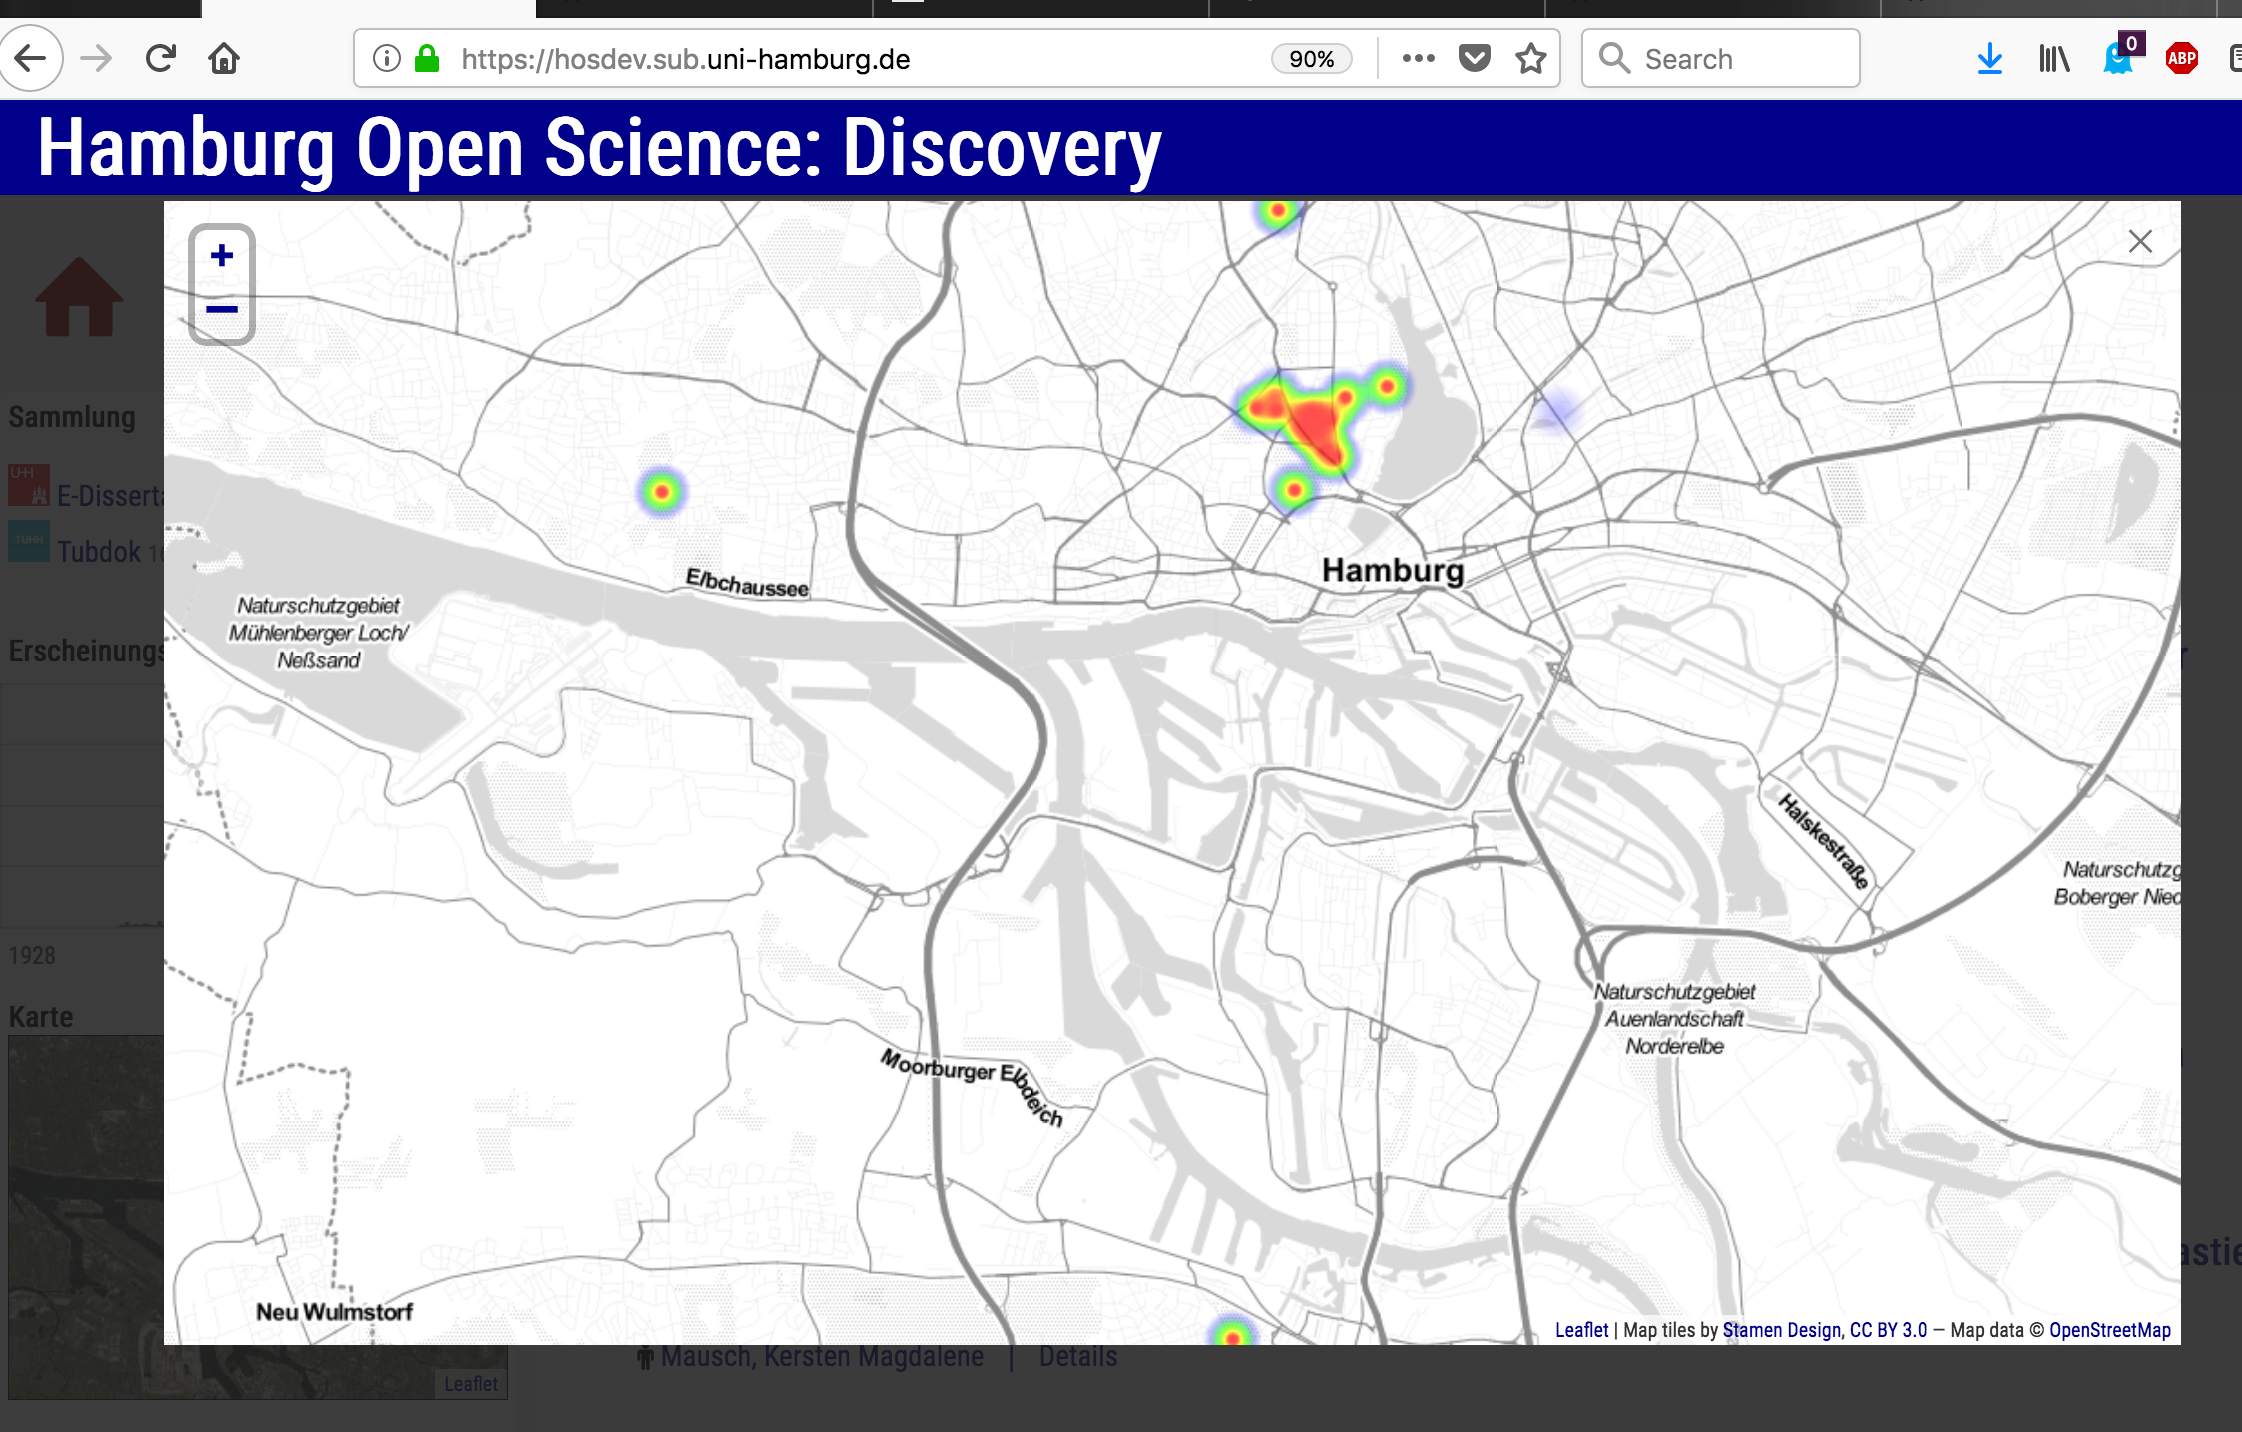 https://hosdev.sub.uni-hamburg.de
90%
Search
0
ABP
Hamburg Open Science: Discovery
+
−
Sammlung
U·H
E-Disserta
TUHH
Tubdok
Erscheinungs
1928
Karte
Leaflet
Elbchaussee
Hamburg
Naturschutzgebiet
Mühlenberger Loch/
Neßsand
Halskestraße
Naturschutzg
Boberger Nied
Naturschutzgebiet
Auenlandschaft
Norderelbe
Moorburger Elbdeich
Neu Wulmstorf
Leaflet | Map tiles by Stamen Design, CC BY 3.0 — Map data © OpenStreetMap
astie
Mausch, Kersten Magdalene | Details